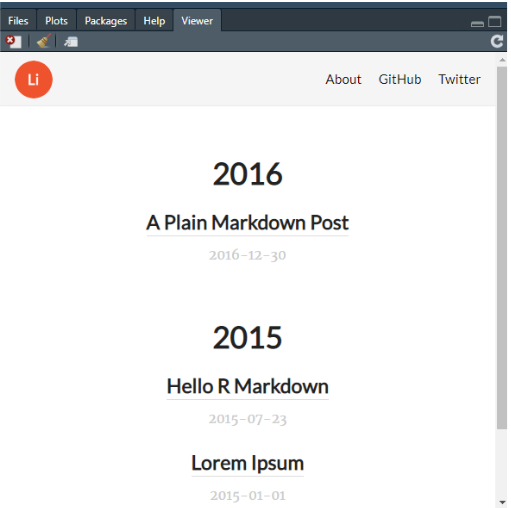 Files Plots Packages Help Viewer
Li About GitHub Twitter
2016
A Plain Markdown Post
2016-12-30
2015
Hello R Markdown
2015-07-23
Lorem Ipsum
2015-01-01